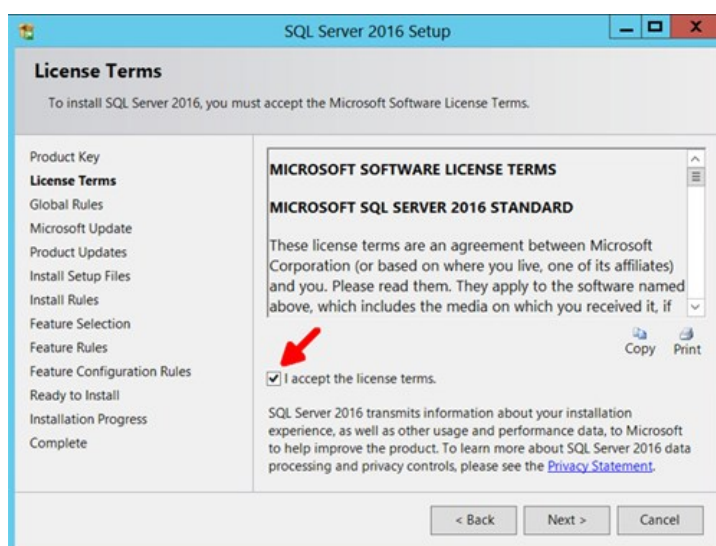 SQL Server 2016 Setup
License Terms
To install SQL Server 2016, you must accept the Microsoft Software License Terms.
Product Key
License Terms
Global Rules
Microsoft Update
Product Updates
Install Setup Files
Install Rules
Feature Selection
Feature Rules
Feature Configuration Rules
Ready to Install
Installation Progress
Complete
MICROSOFT SOFTWARE LICENSE TERMS
MICROSOFT SQL SERVER 2016 STANDARD
These license terms are an agreement between Microsoft
Corporation (or based on where you live, one of its affiliates)
and you. Please read them. They apply to the software named
above, which includes the media on which you received it, if
Copy Print
I accept the license terms.
SQL Server 2016 transmits information about your installation
experience, as well as other usage and performance data, to Microsoft
to help improve the product. To learn more about SQL Server 2016 data
processing and privacy controls, please see the Privacy Statement.
< Back Next > Cancel